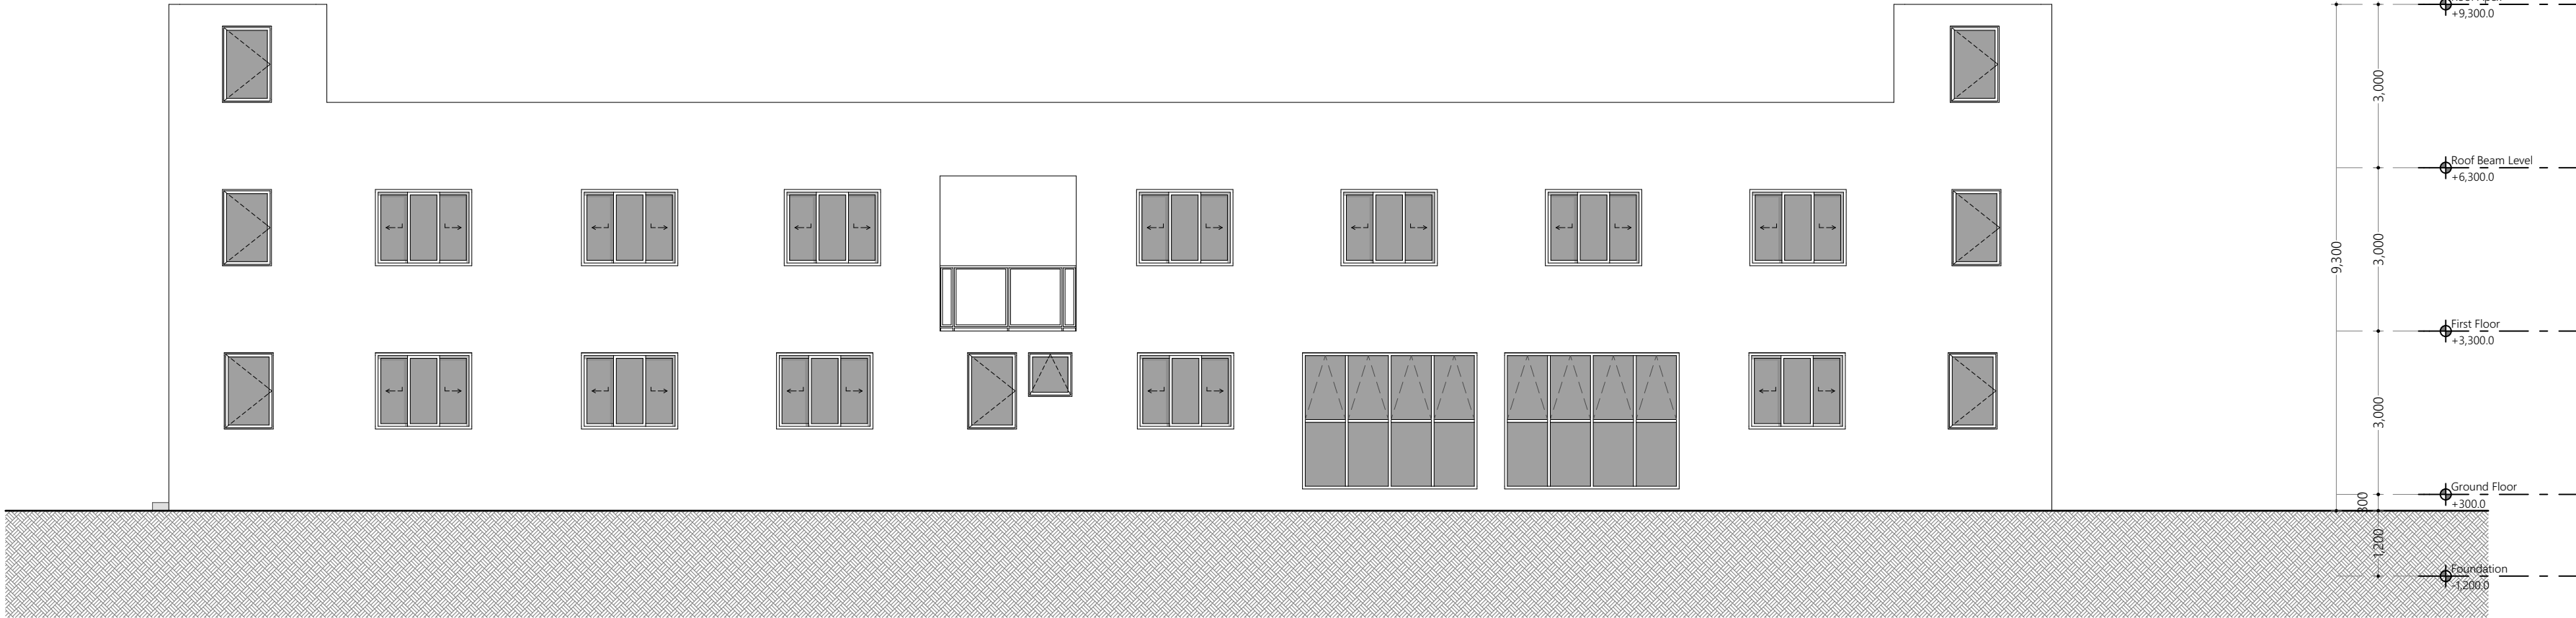 +9,300.0
3,000
Roof Beam Level
+6,300.0
9,300
3,000
First Floor
+3,300.0
3,000
Ground Floor
300
+300.0
1,200
Foundation
-1,200.0